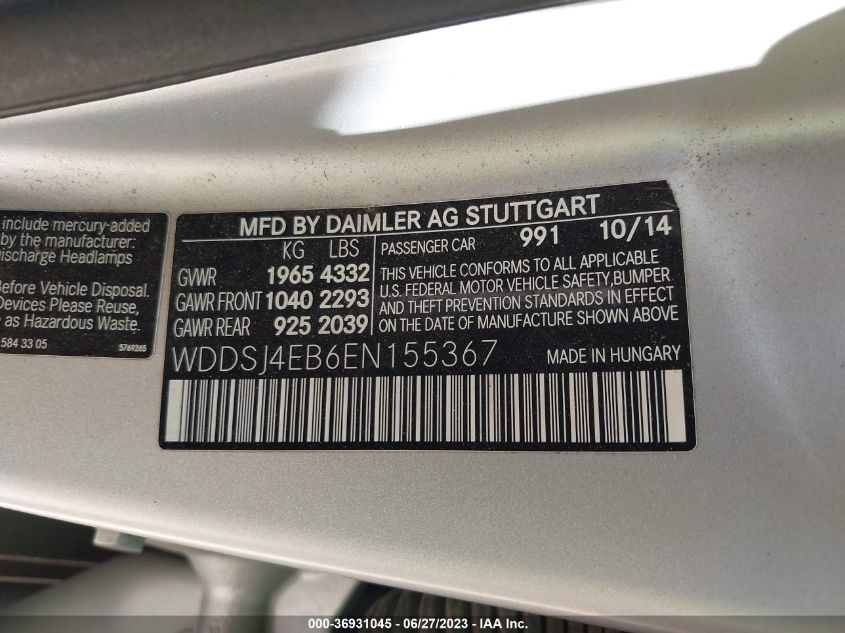 include mercury-added
by the manufacturer:
ischarge Headlamps
Before Vehicle Disposal.
Devices Please Reuse,
as Hazardous Waste.
584 33 05
5769265
MFD BY DAIMLER AG STUTTGART
KG LBS
GVWR 1965 4332
GAWR FRONT 1040 2293
GAWR REAR 925 2039
PASSENGER CAR 991 10/14
THIS VEHICLE CONFORMS TO ALL APPLICABLE
U.S. FEDERAL MOTOR VEHICLE SAFETY, BUMPER
AND THEFT PREVENTION STANDARDS IN EFFECT
ON THE DATE OF MANUFACTURE SHOWN ABOVE
WDDSJ4EB6EN155367
MADE IN HUNGARY
100% - 36931045 - 06/27/2023 - IAAI.COM